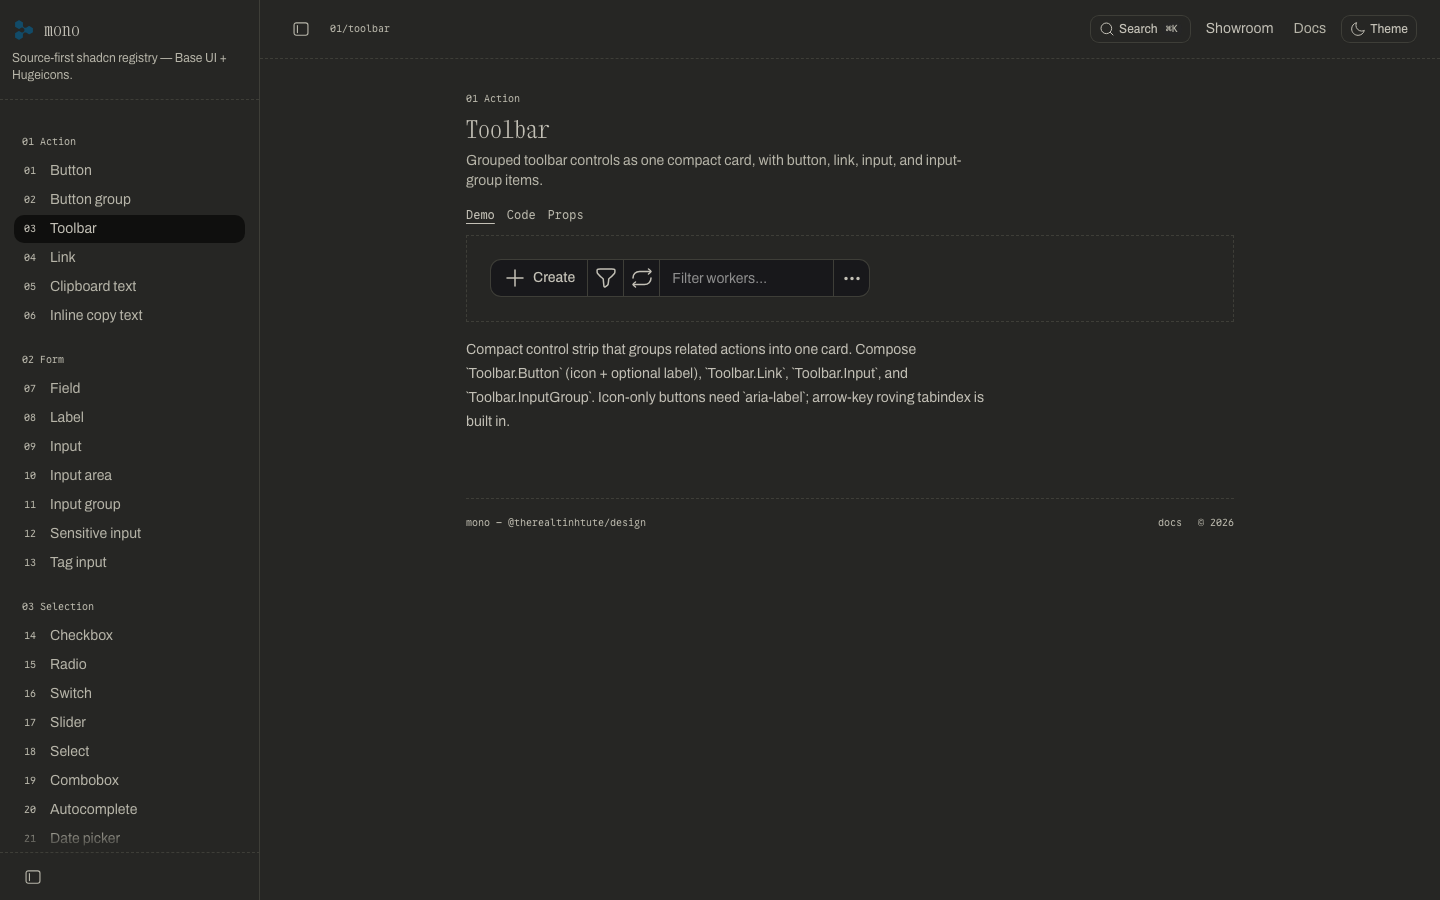 mono
Source-first shadcn registry — Base UI +
Hugeicons.
01 Action
01 Button
02 Button group
03 Toolbar
04 Link
05 Clipboard text
06 Inline copy text
02 Form
07 Field
08 Label
09 Input
10 Input area
11 Input group
12 Sensitive input
13 Tag input
03 Selection
14 Checkbox
15 Radio
16 Switch
17 Slider
18 Select
19 Combobox
20 Autocomplete
21 Date picker
01/toolbar
Search ⌘K Showroom Docs Theme
01 Action
Toolbar
Grouped toolbar controls as one compact card, with button, link, input, and input-
group items.
Demo Code Props
Create Filter workers...
Compact control strip that groups related actions into one card. Compose
`Toolbar.Button` (icon + optional label), `Toolbar.Link`, `Toolbar.Input`, and
`Toolbar.InputGroup`. Icon-only buttons need `aria-label`; arrow-key roving tabindex is
built in.
mono — @therealtinhtute/design
docs © 2026